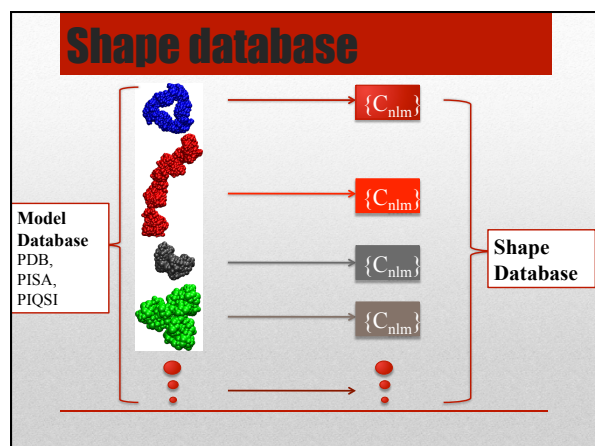 Shape database
{Cnlm}
{Cnlm}
Model
Database
PDB,
PISA,
PIQSI
Shape
Database
{Cnlm}
{Cnlm}